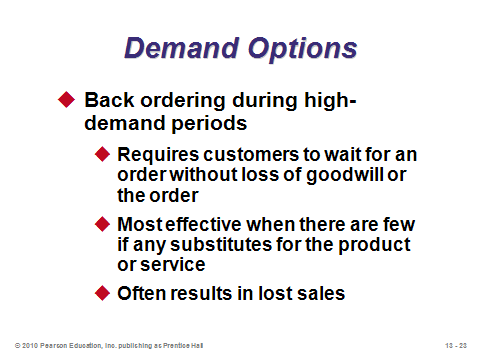 Demand Options
Back ordering during high-
demand periods
Requires customers to wait for an
order without loss of goodwill or
the order
Most effective when there are few
if any substitutes for the product
or service
Often results in lost sales
© 2010 Pearson Education, Inc. publishing as Prentice Hall
13 - 23